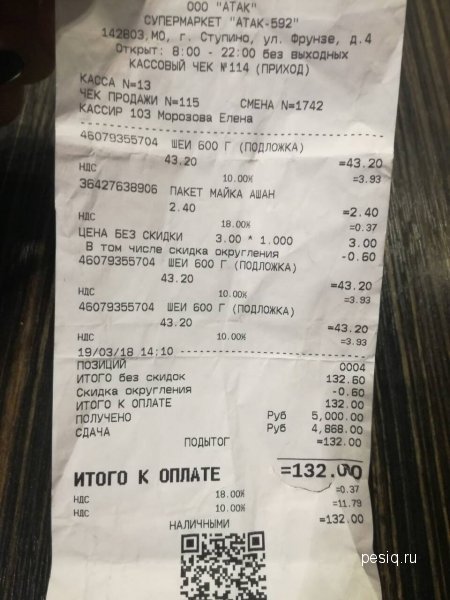 ООО "АТАК"
СУПЕРМАРКЕТ "АТАК-592"
142803,МО, г. Ступино, ул. Фрунзе, д.4
Открыт: 8:00 - 22:00 без выходных
КАССОВЫЙ ЧЕК №114 (ПРИХОД)
КАССА N=13
ЧЕК ПРОДАЖИ N=115 СМЕНА N=1742
КАССИР 103 Морозова Елена
46079355704 ШЕИ 600 Г (ПОДЛОЖКА)
43.20 =43.20
НДС 10.00% =3.93
36427638906 ПАКЕТ МАЙКА АШАН
2.40 =2.40
НДС 18.00% =0.37
ЦЕНА БЕЗ СКИДКИ 3.00 * 1.000 3.00
В том числе скидка округления -0.60
46079355704 ШЕИ 600 Г (ПОДЛОЖКА)
43.20 =43.20
НДС 10.00% =3.93
46079355704 ШЕИ 600 Г (ПОДЛОЖКА)
43.20 =43.20
НДС 10.00% =3.93
19/03/18 14:10
ПОЗИЦИЙ 0004
ИТОГО без скидок 132.60
Скидка округления -0.60
ИТОГО К ОПЛАТЕ 132.00
ПОЛУЧЕНО Руб 5,000.00
СДАЧА Руб 4,868.00
ПОДЫТОГ =132.00
ИТОГО К ОПЛАТЕ =132.00
НДС 18.00% =0.37
НДС 10.00% =11.79
НАЛИЧНЫМИ =132.00
pesiq.ru